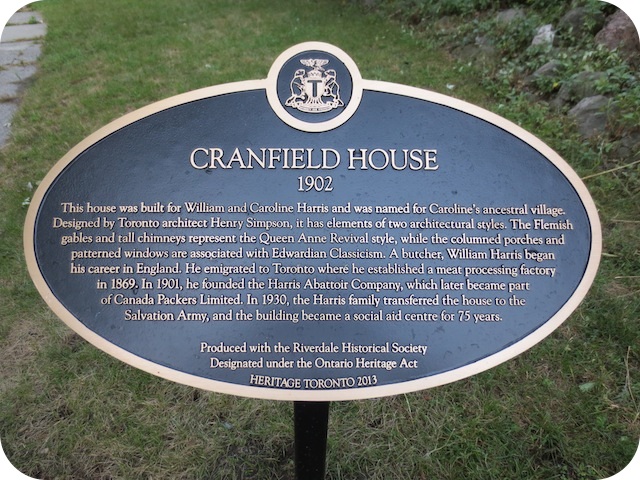 T
CRANFIELD HOUSE
1902
This house was built for William and Caroline Harris and was named for Caroline's ancestral village.
Designed by Toronto architect Henry Simpson, it has elements of two architectural styles. The Flemish
gables and tall chimneys represent the Queen Anne Revival style, while the columned porches and
patterned windows are associated with Edwardian Classicism. A butcher, William Harris began
his career in England. He emigrated to Toronto where he established a meat processing factory
in 1869. In 1901, he founded the Harris Abattoir Company, which later became part
of Canada Packers Limited. In 1930, the Harris family transferred the house to the
Salvation Army, and the building became a social aid centre for 75 years.
Produced with the Riverdale Historical Society
Designated under the Ontario Heritage Act
HERITAGE TORONTO 2013